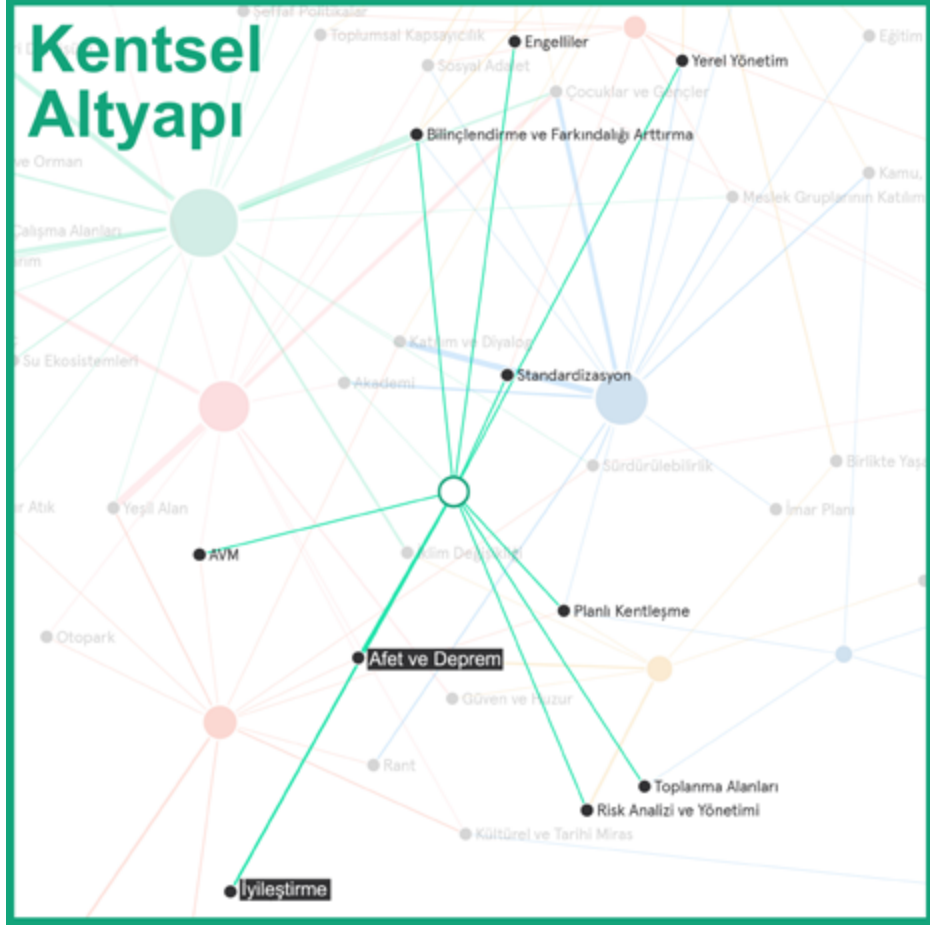 Kentsel
Altyapı
Şeffaf Politikalar
Toplumsal Kapsayıcılık
Engelliler
Eğitim
Yerel Yönetim
Sosyal Adalet
Çocuklar ve Gençler
Bilinçlendirme ve Farkındalığı Arttırma
ve Orman
Kamu,
Meslek Gruplarının Katılım
Çalışma Alanları
Katılım ve Diyalog
Su Ekosistemleri
Standardizasyon
Akademi
Birlikte Yaşa
Sürdürülebilirlik
Atık
Yeşil Alan
İmar Planı
AVM
İklim Değişikliği
Planlı Kentleşme
Otopark
Afet ve Deprem
Güven ve Huzur
Rant
Toplanma Alanları
Risk Analizi ve Yönetimi
Kültürel ve Tarihi Miras
İyileştirme